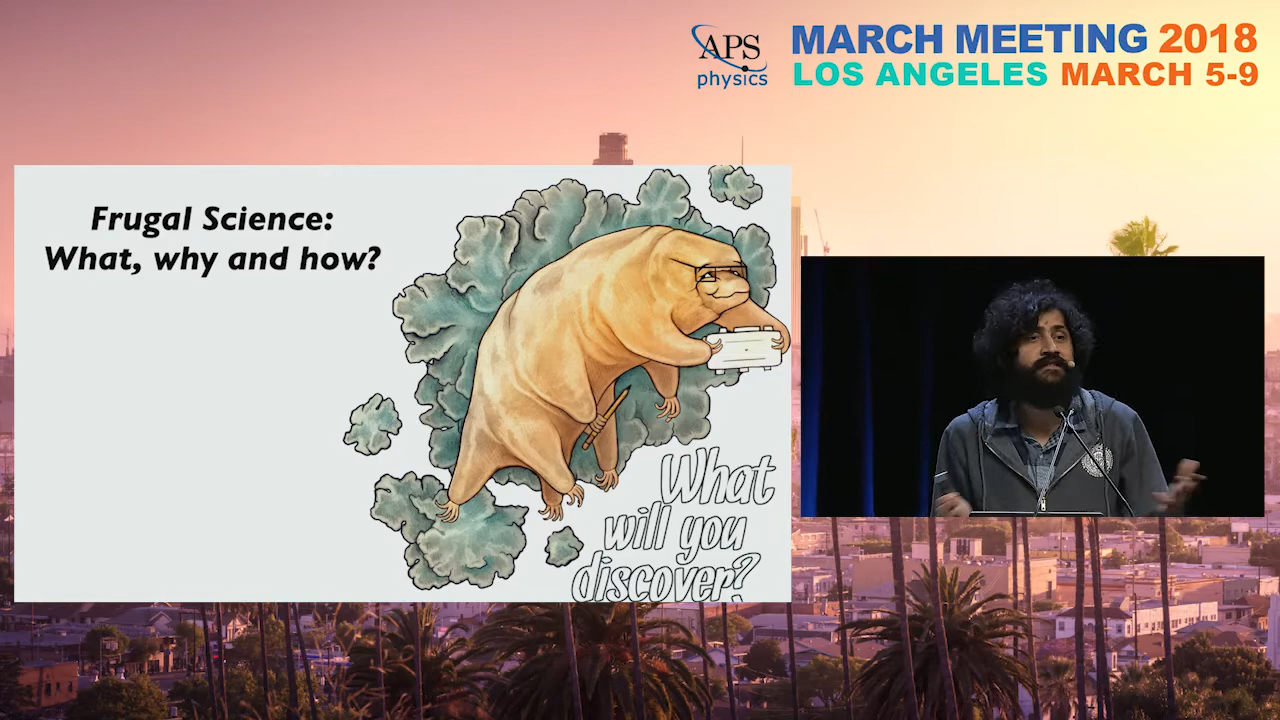 APS
physics
MARCH MEETING 2018
LOS ANGELES MARCH 5-9
Frugal Science:
What, why and how?
What
will you
discover?